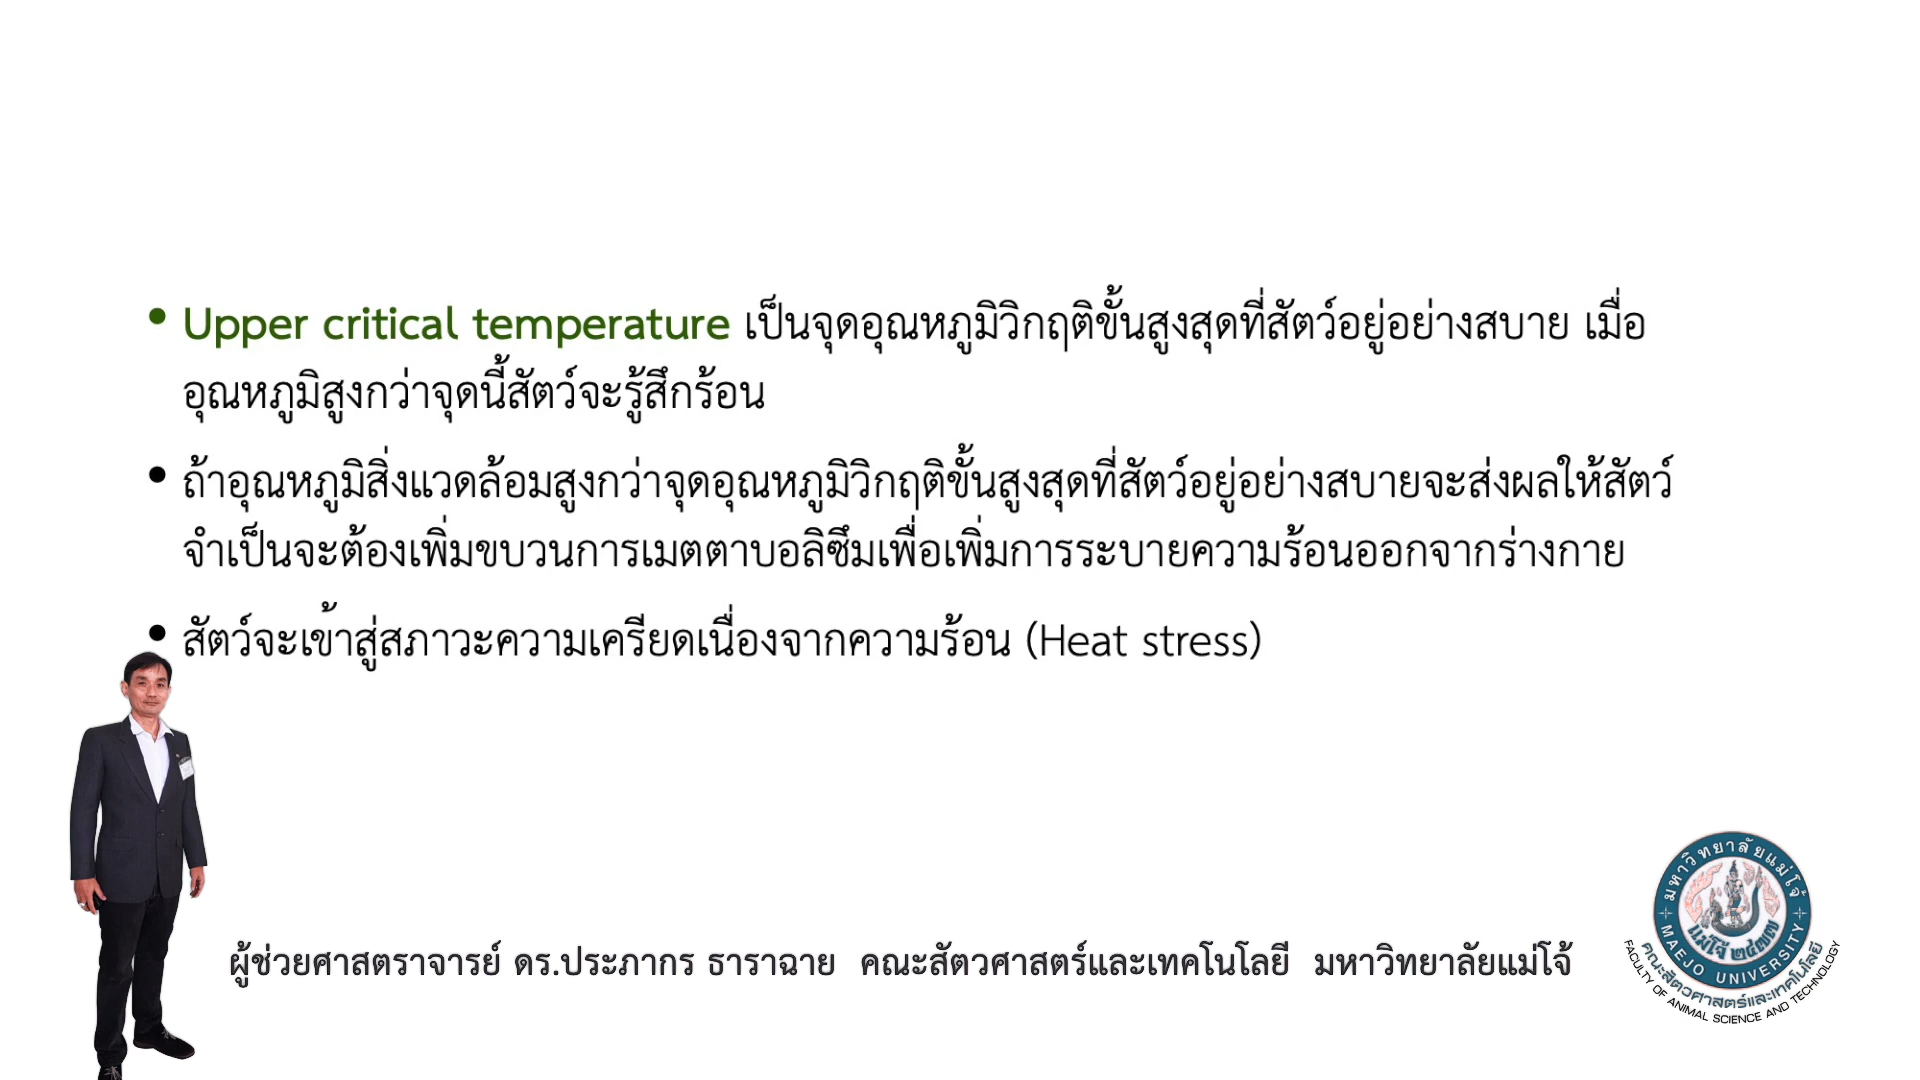 • Upper critical temperature เป็นจุดอุณหภูมิวิกฤติขั้นสูงสุดที่สัตว์อยู่อย่างสบาย เมื่อ
อุณหภูมิสูงกว่าจุดนี้สัตว์จะรู้สึกร้อน
• ถ้าอุณหภูมิสิ่งแวดล้อมสูงกว่าจุดอุณหภูมิวิกฤติขั้นสูงสุดที่สัตว์อยู่อย่างสบายจะส่งผลให้สัตว์
จำเป็นจะต้องเพิ่มขบวนการเมตตาบอลิซึมเพื่อเพิ่มการระบายความร้อนออกจากร่างกาย
• สัตว์จะเข้าสู่สภาวะความเครียดเนื่องจากความร้อน (Heat stress)
ผู้ช่วยศาสตราจารย์ ดร.ประภากร ธาราฉาย คณะสัตวศาสตร์และเทคโนโลยี มหาวิทยาลัยแม่โจ้
มหาวิทยาลัยแม่โจ้
แม่โจ้ ๒๔๗๗
MAEJO UNIVERSITY
คณะสัตวศาสตร์และเทคโนโลยี
FACULTY OF ANIMAL SCIENCE AND TECHNOLOGY